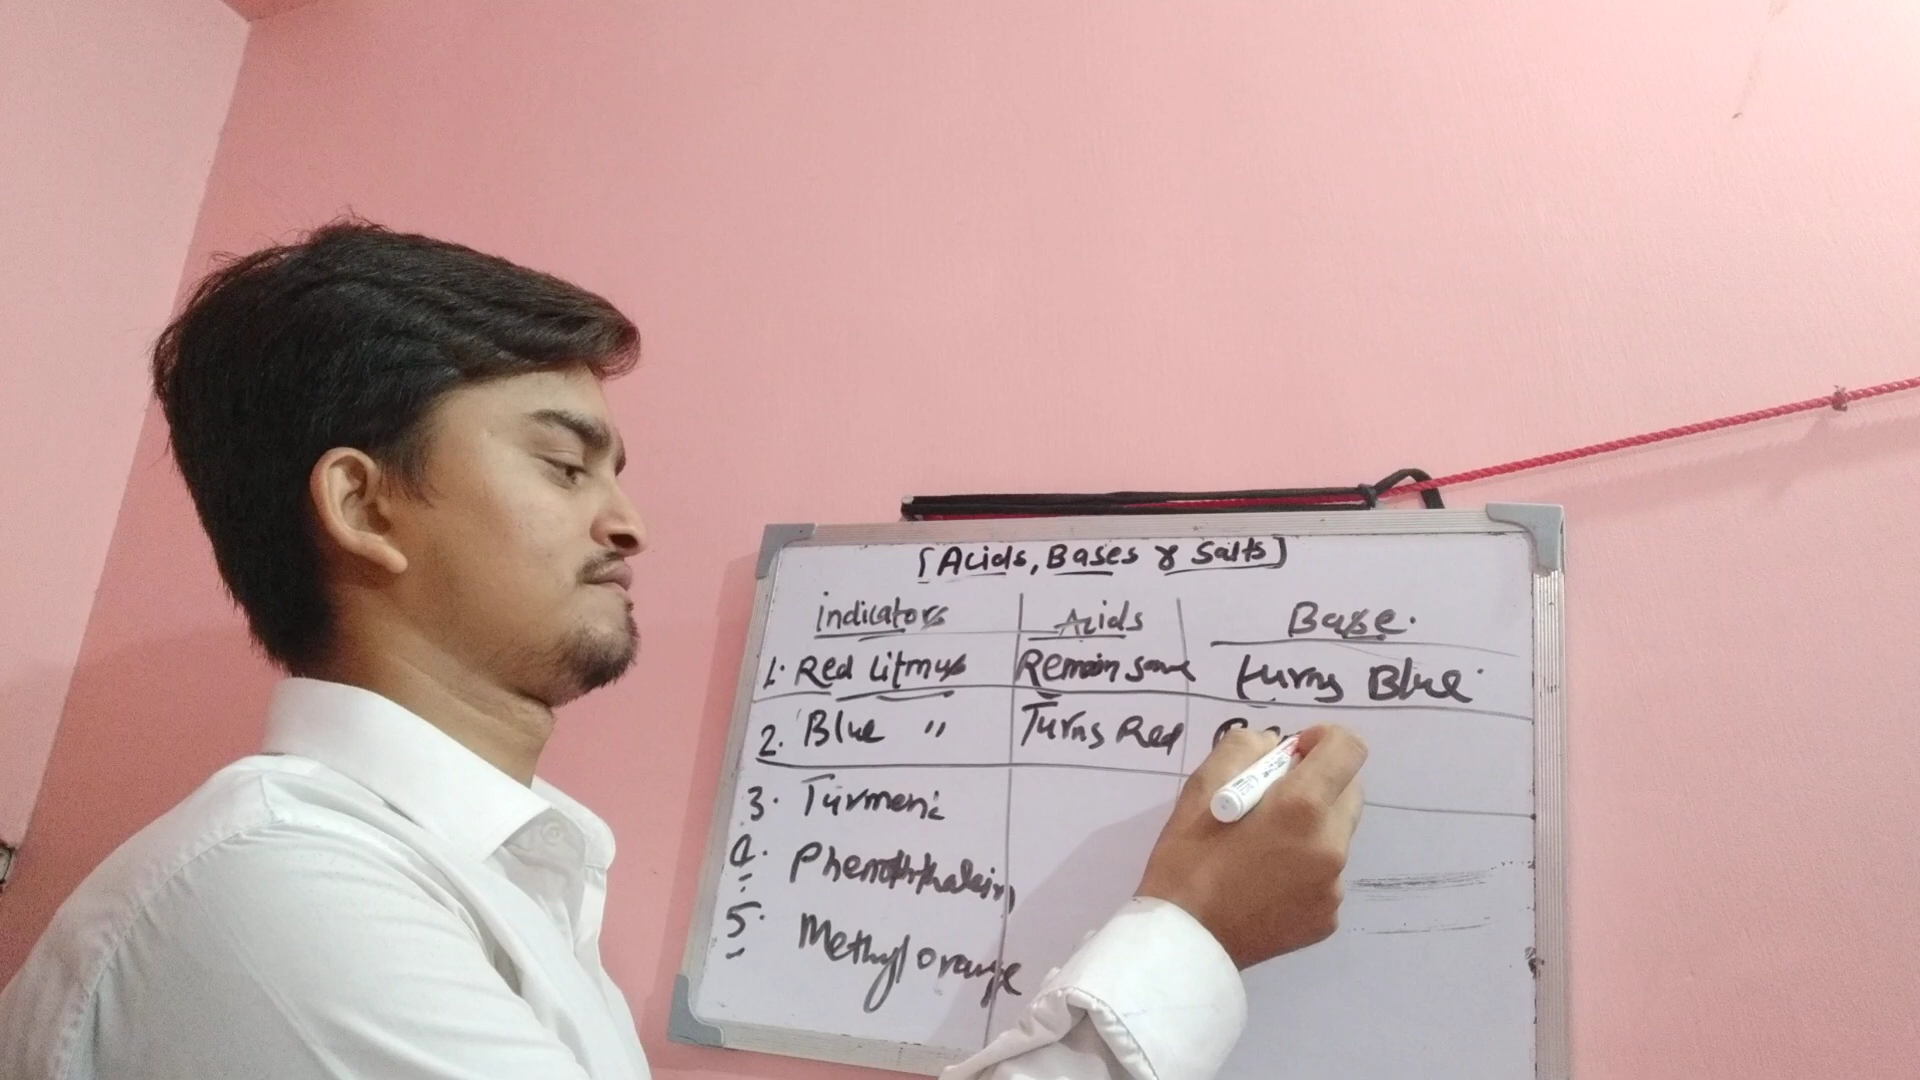 [Acids, Bases & Salts]
indicators Acids Base.
1. Red litmus Remain same turns Blue.
2. Blue " Turns Red
3. Turmeric
4. Phenolphthalein
5. Methyl orange